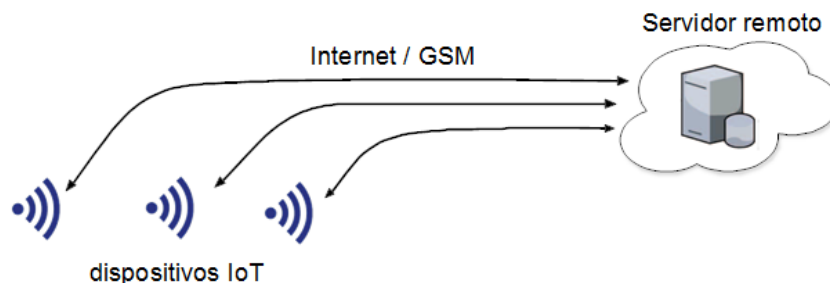 Servidor remoto
Internet / GSM
dispositivos IoT